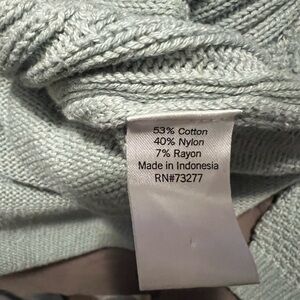 53% Cotton
40% Nylon
7% Rayon
Made in Indonesia
RN#73277